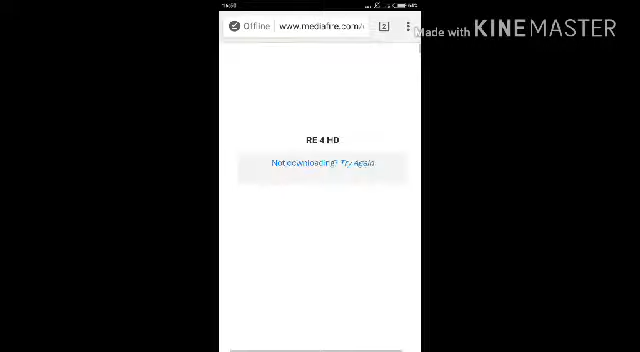 Offline
www.mediafire.com/
2
Made with KINEMASTER
RE 4 HD
Not downloading? Try Again